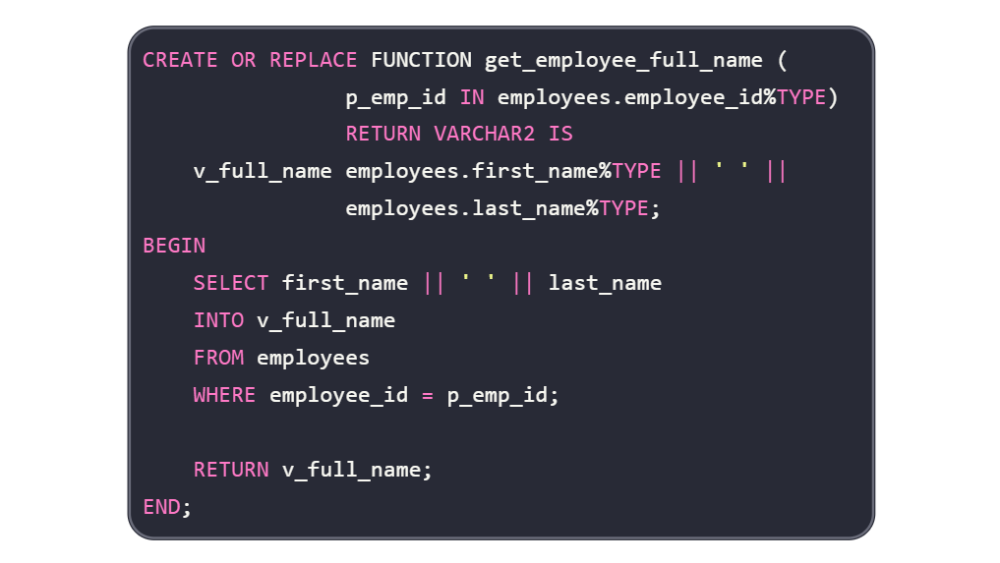 CREATE OR REPLACE FUNCTION get_employee_full_name (
p_emp_id IN employees.employee_id%TYPE)
RETURN VARCHAR2 IS
v_full_name employees.first_name%TYPE || ' ' ||
employees.last_name%TYPE;
BEGIN
SELECT first_name || ' ' || last_name
INTO v_full_name
FROM employees
WHERE employee_id = p_emp_id;
RETURN v_full_name;
END;